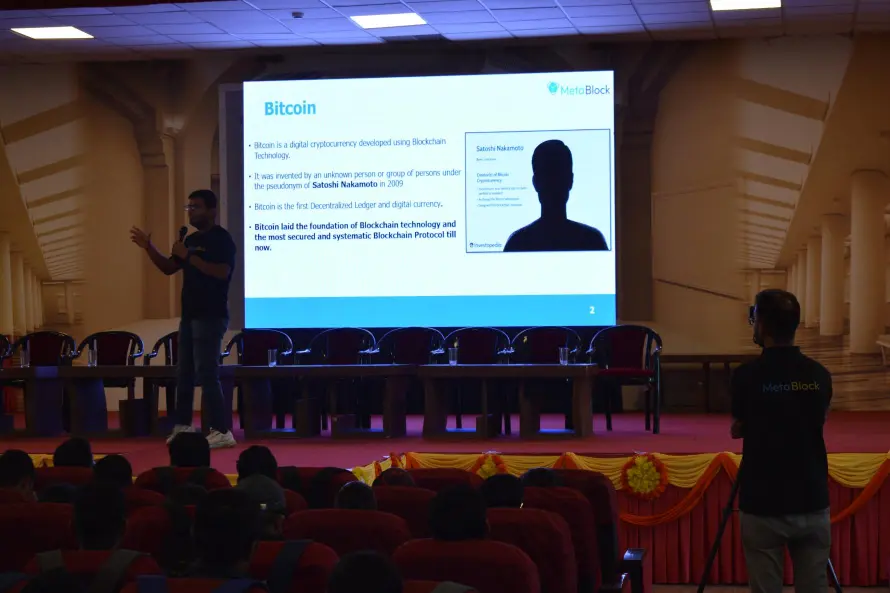 MetaBlock
Bitcoin
• Bitcoin is a digital cryptocurrency developed using Blockchain
Technology.
• It was invented by an unknown person or group of persons under
the pseudonym of Satoshi Nakamoto in 2009
• Bitcoin is the first Decentralized Ledger and digital currency.
• Bitcoin laid the foundation of Blockchain technology and
the most secured and systematic Blockchain Protocol till
now.
Satoshi Nakamoto
Investopedia
2
MetaBlock